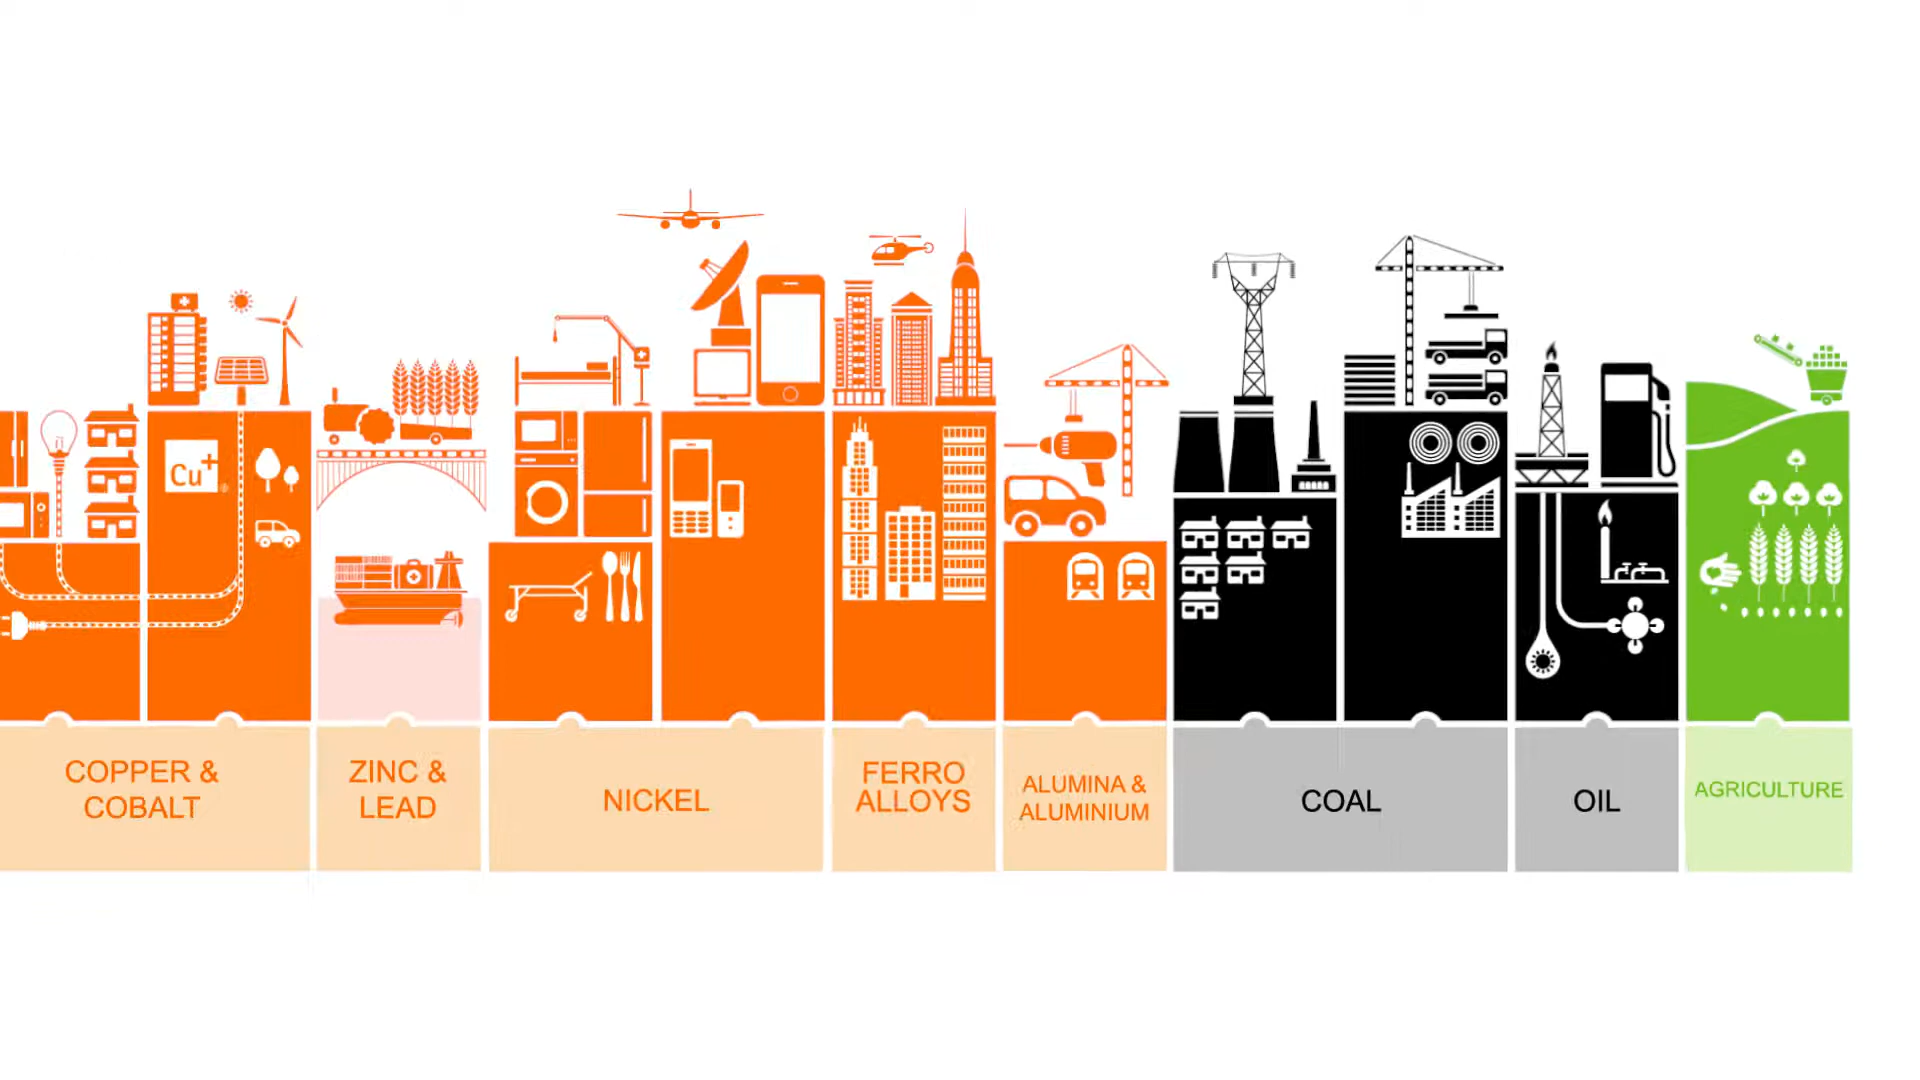 Cu+
COPPER &
COBALT
ZINC &
LEAD
NICKEL
FERRO
ALLOYS
ALUMINA &
ALUMINIUM
COAL
OIL
AGRICULTURE